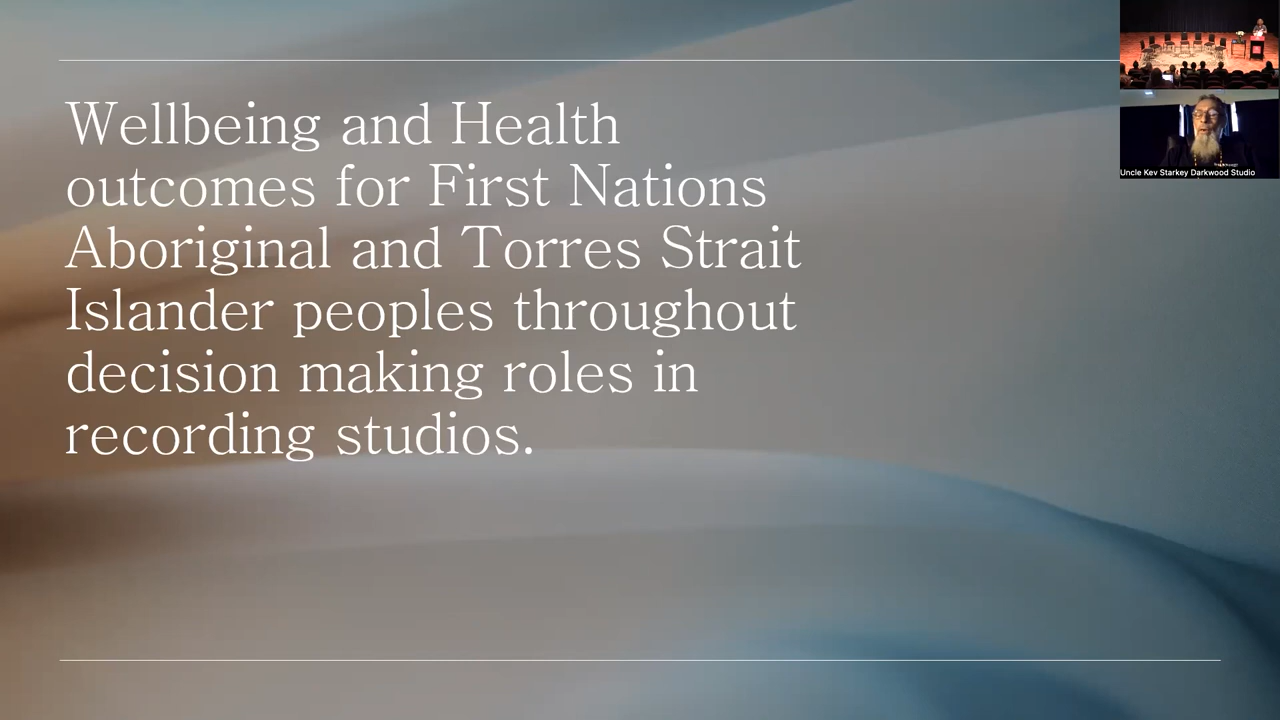 Wellbeing and Health
outcomes for First Nations
Aboriginal and Torres Strait
Islander peoples throughout
decision making roles in
recording studios.
Uncle Kev Starkey Darkwood Studio